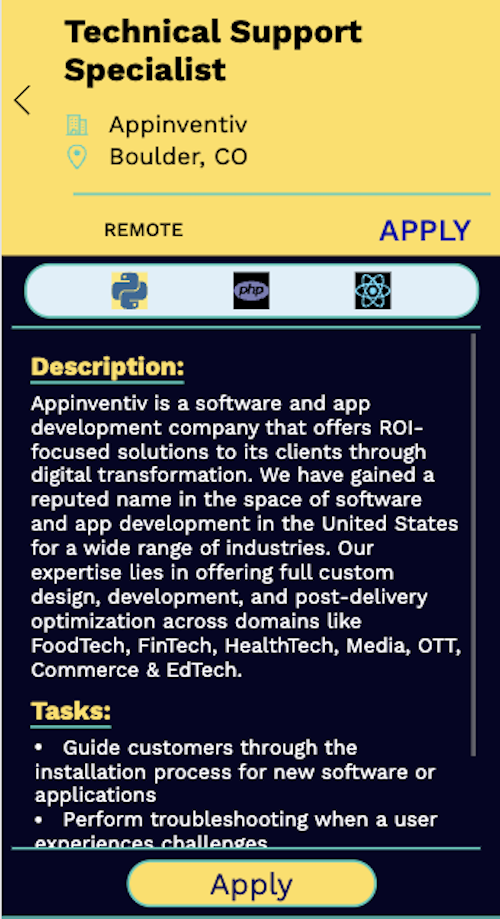 Technical Support
Specialist
Appinventiv
Boulder, CO
REMOTE
APPLY
php
Description:
Appinventiv is a software and app
development company that offers ROI-
focused solutions to its clients through
digital transformation. We have gained a
reputed name in the space of software
and app development in the United States
for a wide range of industries. Our
expertise lies in offering full custom
design, development, and post-delivery
optimization across domains like
FoodTech, FinTech, HealthTech, Media, OTT,
Commerce & EdTech.
Tasks:
• Guide customers through the
installation process for new software or
applications
• Perform troubleshooting when a user
experiences challenges
Apply